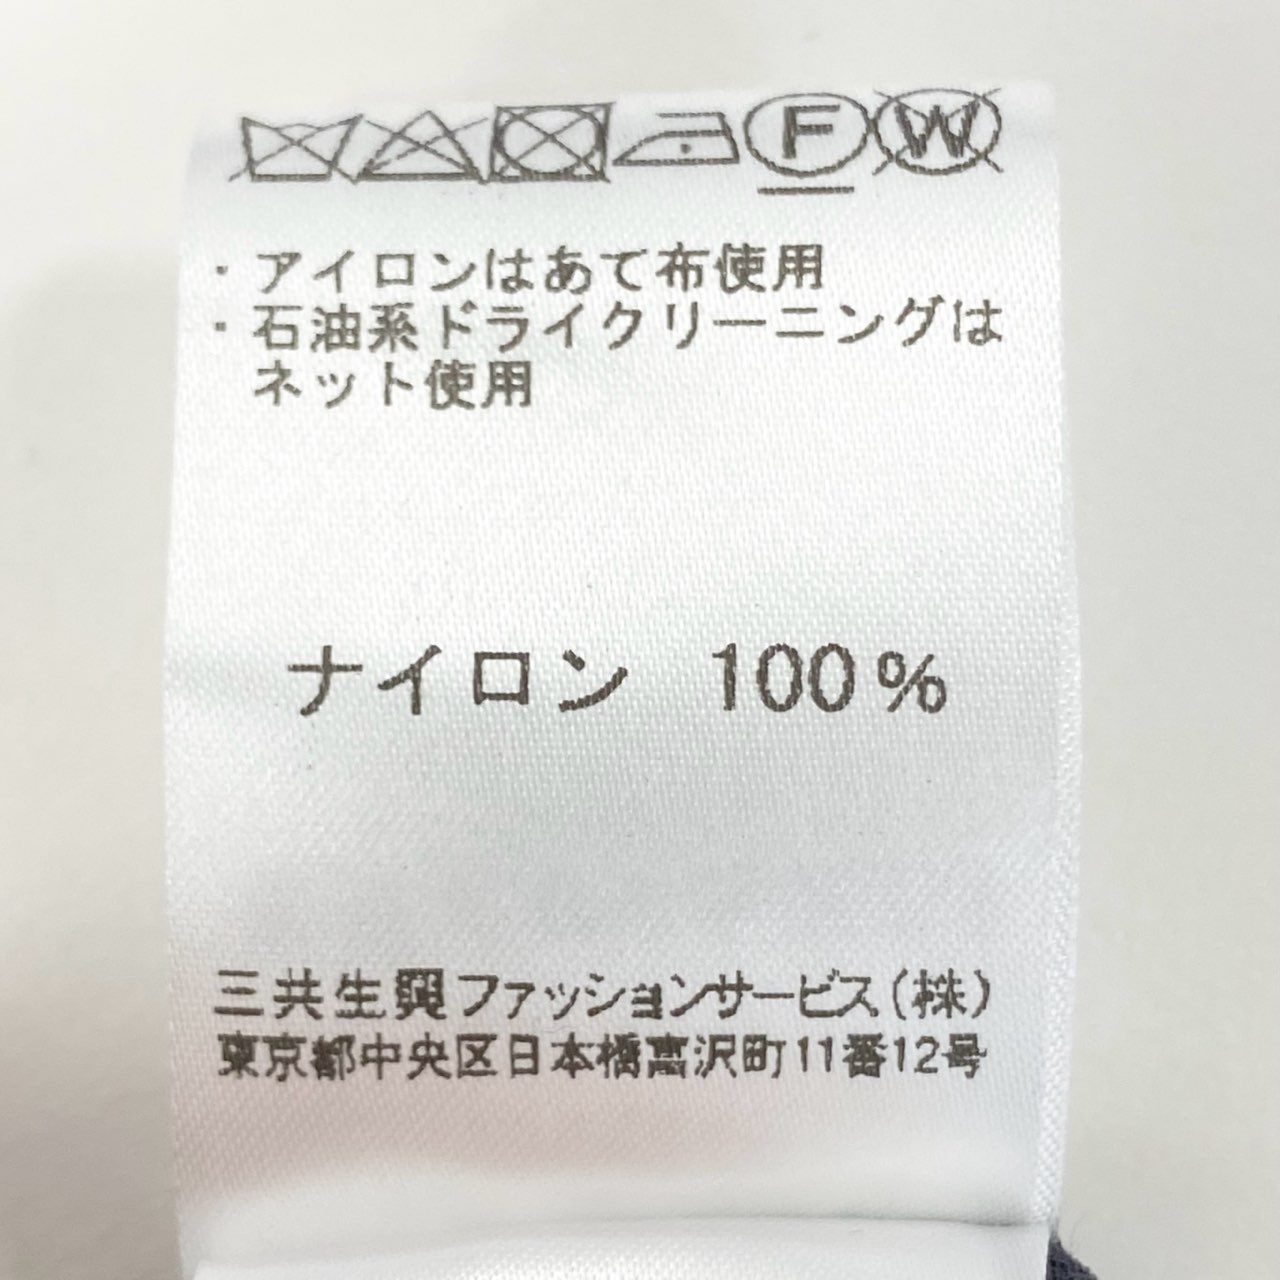 F W
・アイロンはあて布使用
・石油系ドライクリーニングは
ネット使用
ナイロン 100%
三共生興ファッションサービス(株)
東京都中央区日本橋富沢町11番12号